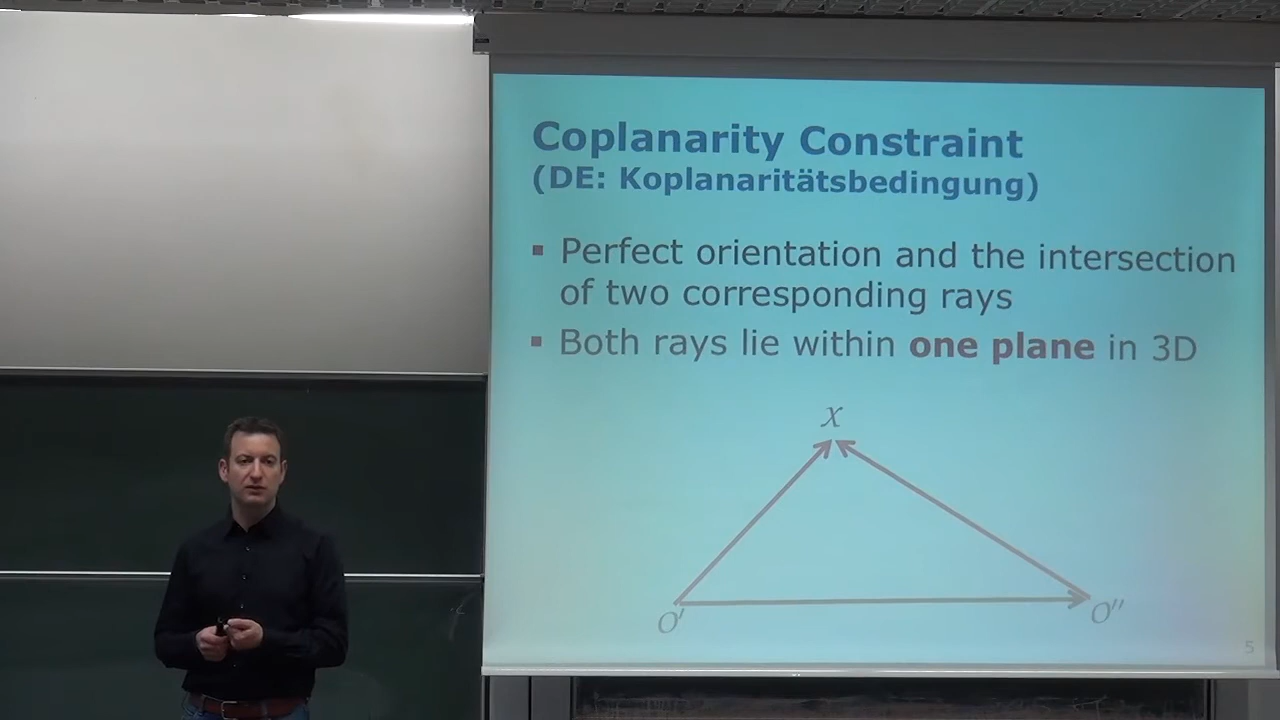 Coplanarity Constraint
(DE: Koplanaritätsbedingung)
▪ Perfect orientation and the intersection
of two corresponding rays
▪ Both rays lie within one plane in 3D
X
O'
O''
5